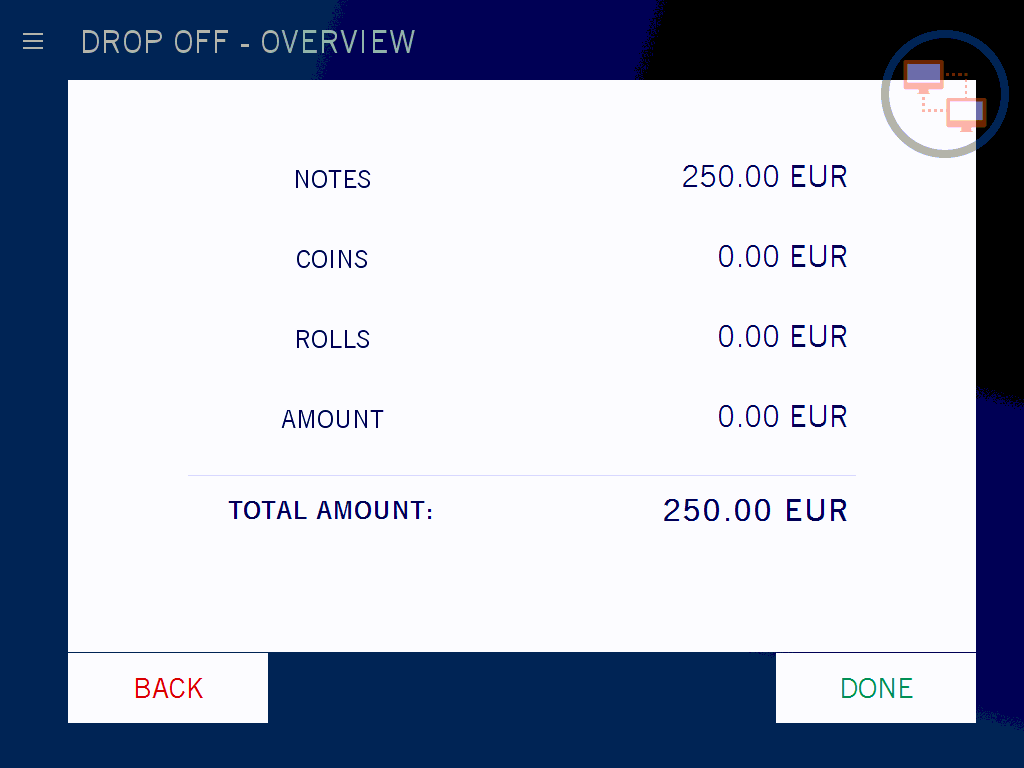 DROP OFF - OVERVIEW
NOTES 250.00 EUR
COINS 0.00 EUR
ROLLS 0.00 EUR
AMOUNT 0.00 EUR
TOTAL AMOUNT: 250.00 EUR
BACK DONE